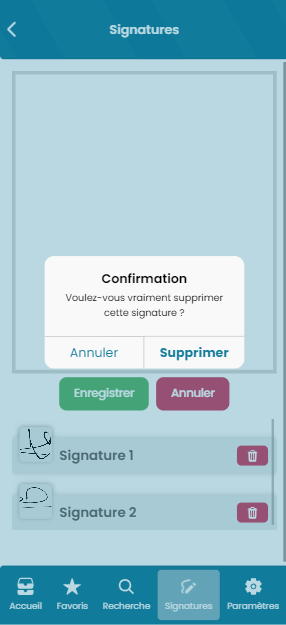 Signatures
Confirmation
Voulez-vous vraiment supprimer
cette signature ?
Annuler
Supprimer
Enregistrer
Annuler
Signature 1
Signature 2
Accueil
Favoris
Recherche
Signatures
Paramètres